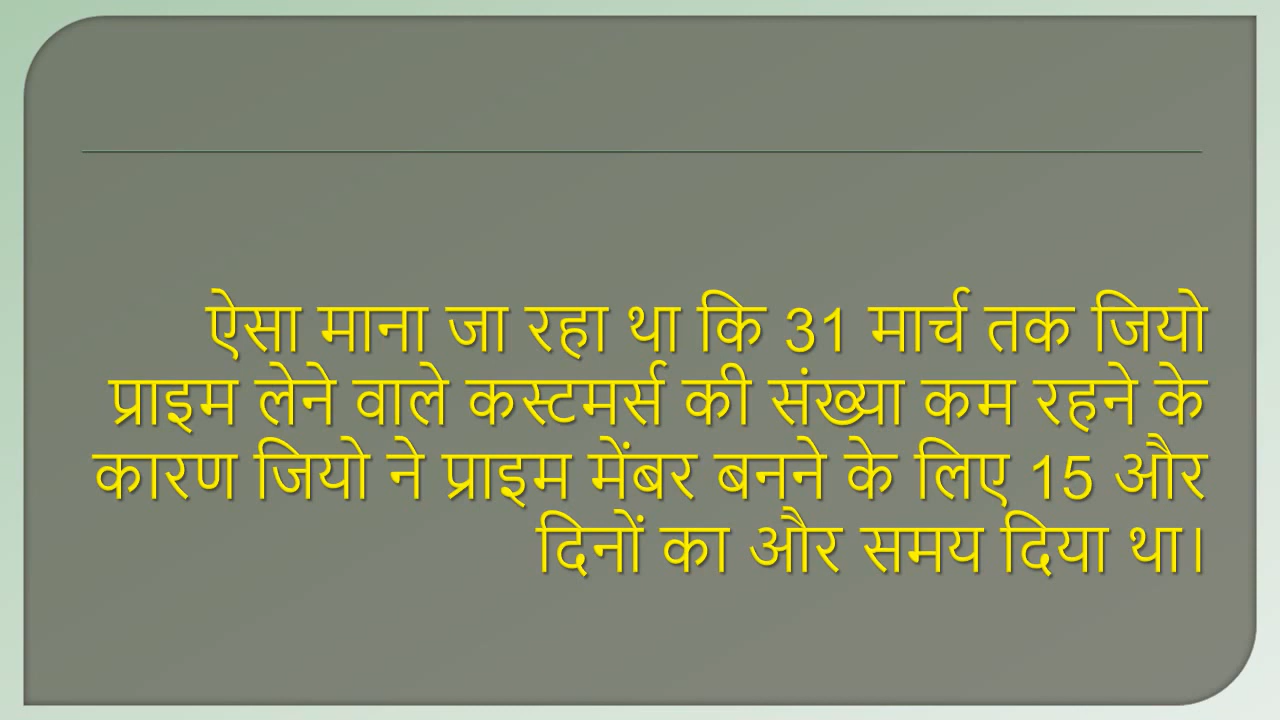 ऐसा माना जा रहा था कि 31 मार्च तक जियो
प्राइम लेने वाले कस्टमर्स की संख्या कम रहने के
कारण जियो ने प्राइम मेंबर बनने के लिए 15 और
दिनों का और समय दिया था।